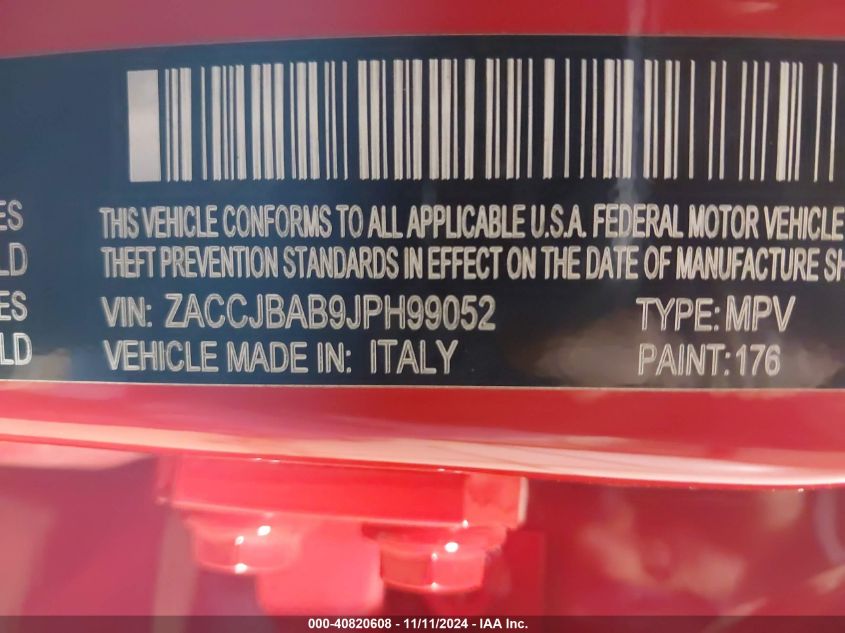 THIS VEHICLE CONFORMS TO ALL APPLICABLE U.S.A. FEDERAL MOTOR VEHICLE
ES
THEFT PREVENTION STANDARDS IN EFFECT ON THE DATE OF MANUFACTURE SH
LD
ES
VIN: ZACCJBAB9JPH99052 TYPE: MPV
LD
VEHICLE MADE IN: ITALY PAINT: 176
000-40820608 - 11/11/2024 - IAA Inc.